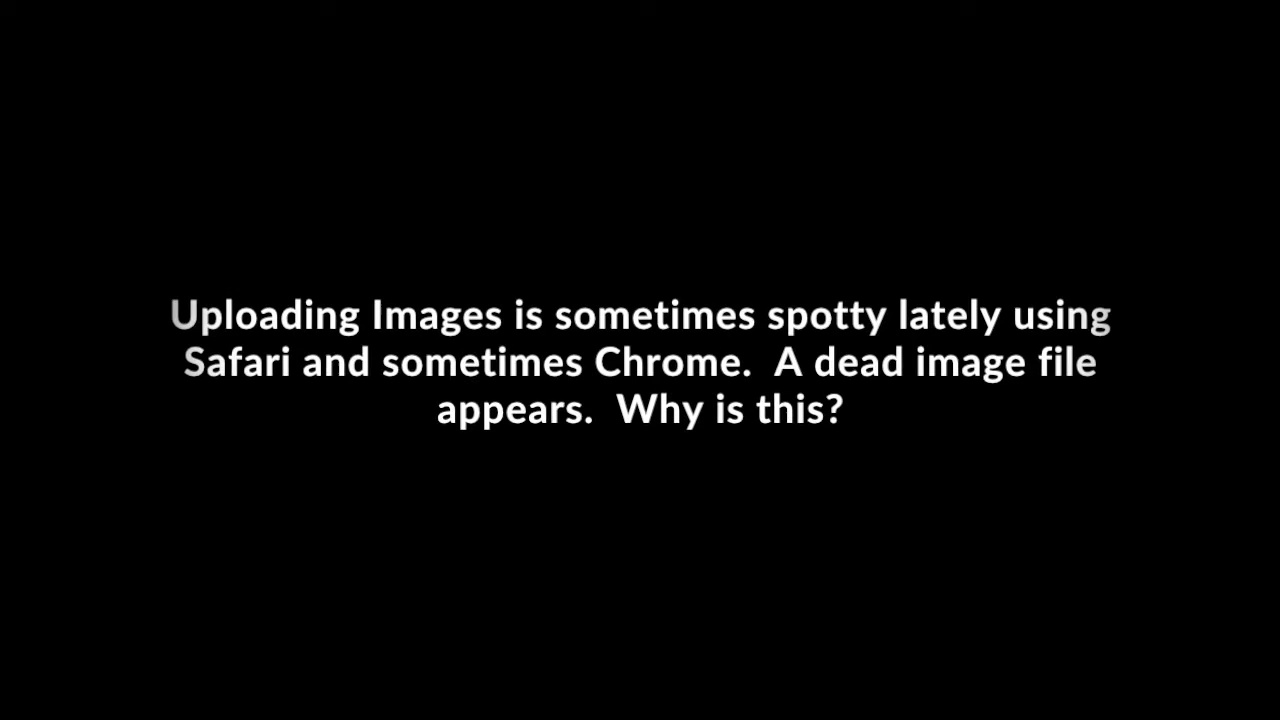 Uploading Images is sometimes spotty lately using
Safari and sometimes Chrome.  A dead image file
appears.  Why is this?